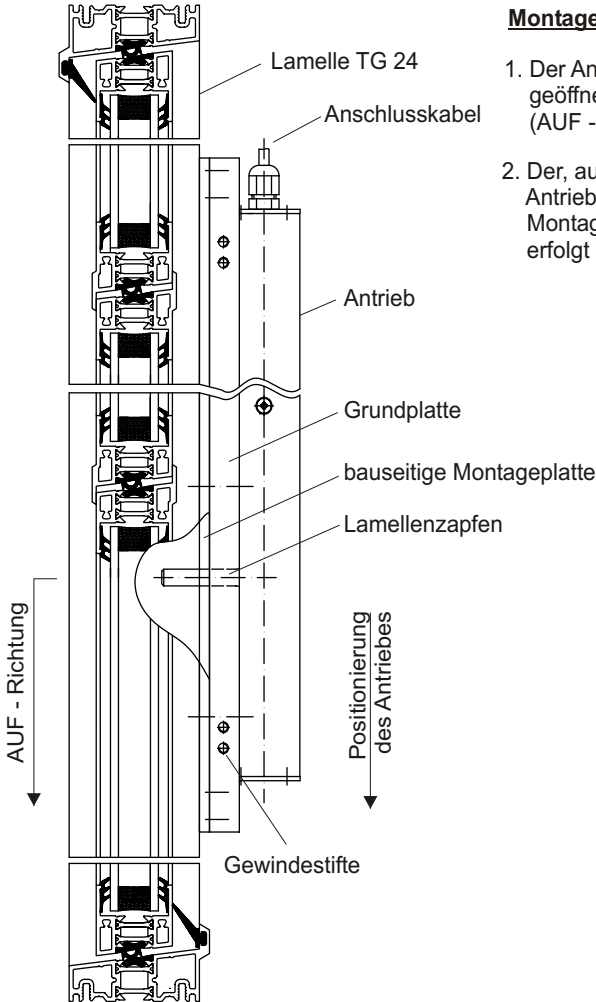 Montage
1. Der An
geöffne
(AUF -
2. Der, au
Antrieb
Montag
erfolgt
Lamelle TG 24
Anschlusskabel
Antrieb
Grundplatte
bauseitige Montageplatte
Lamellenzapfen
AUF - Richtung
Positionierung
des Antriebes
Gewindestifte